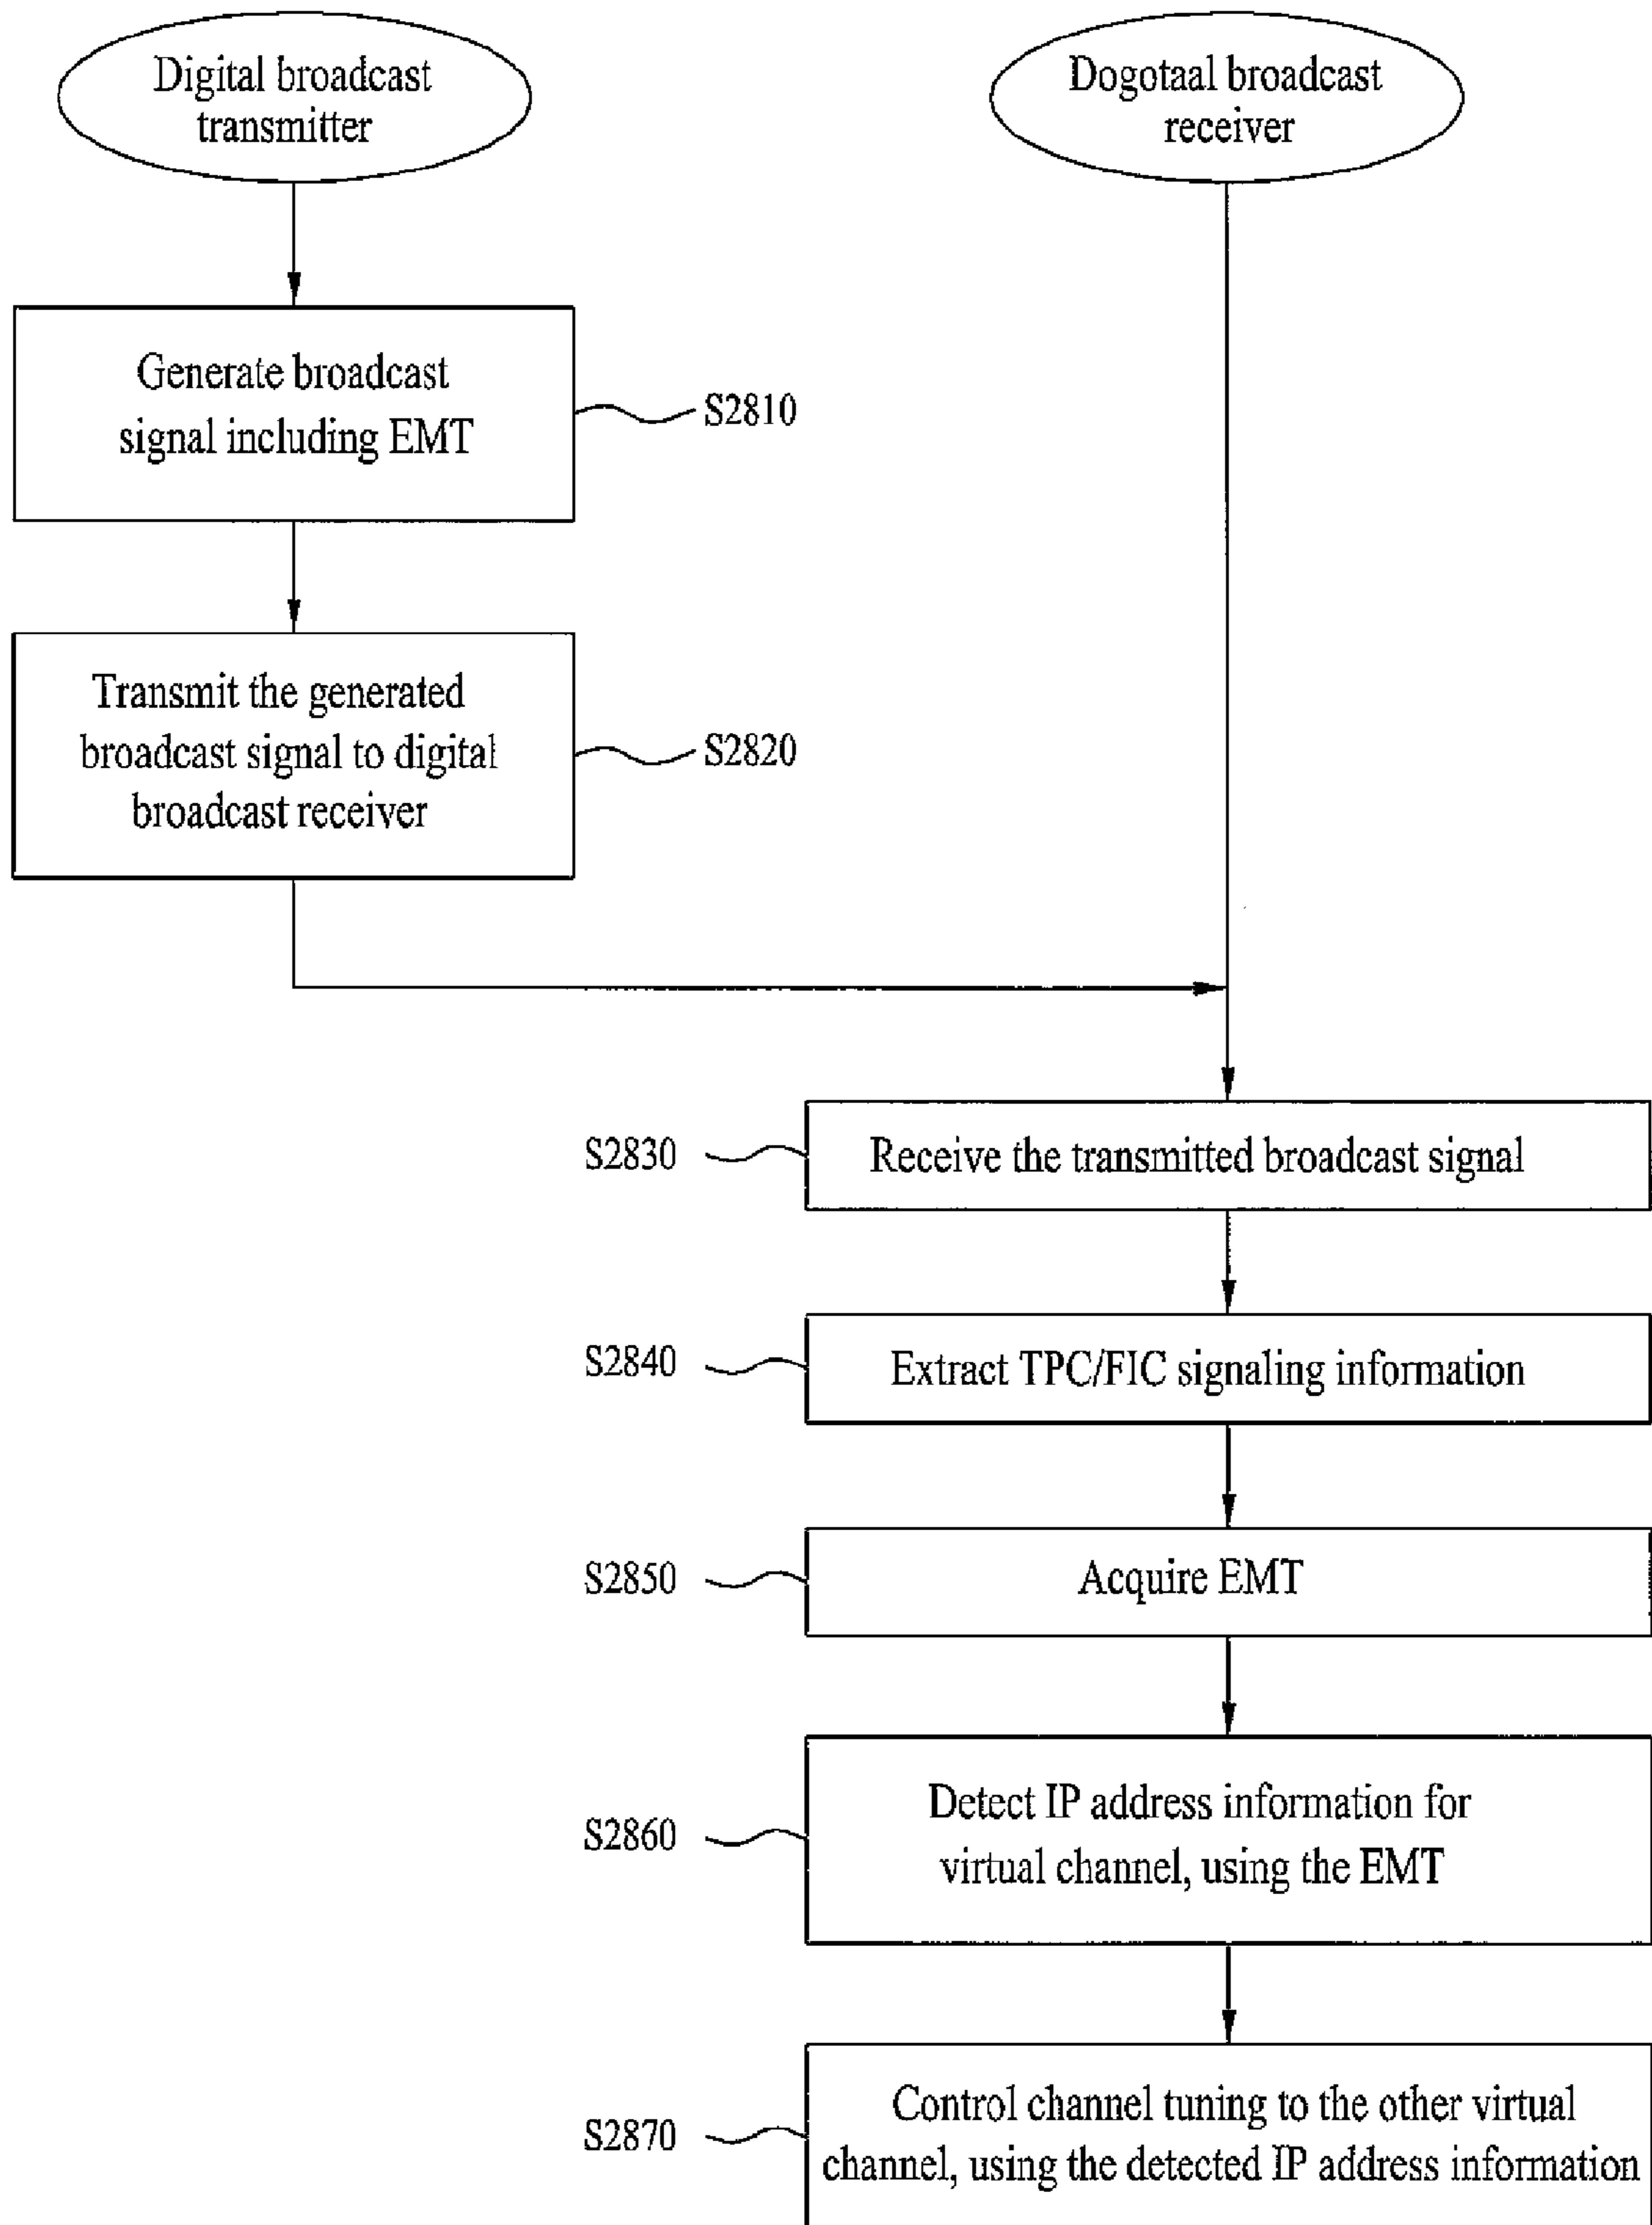 Digital broadcast
transmitter
Dogotaal broadcast
receiver
Generate broadcast
signal including EMT
S2810
Transmit the generated
broadcast signal to digital
broadcast receiver
S2820
S2830
Receive the transmitted broadcast signal
S2840
Extract TPC/FIC signaling information
S2850
Acquire EMT
S2860
Detect IP address information for
virtual channel, using the EMT
S2870
Control channel tuning to the other virtual
channel, using the detected IP address information